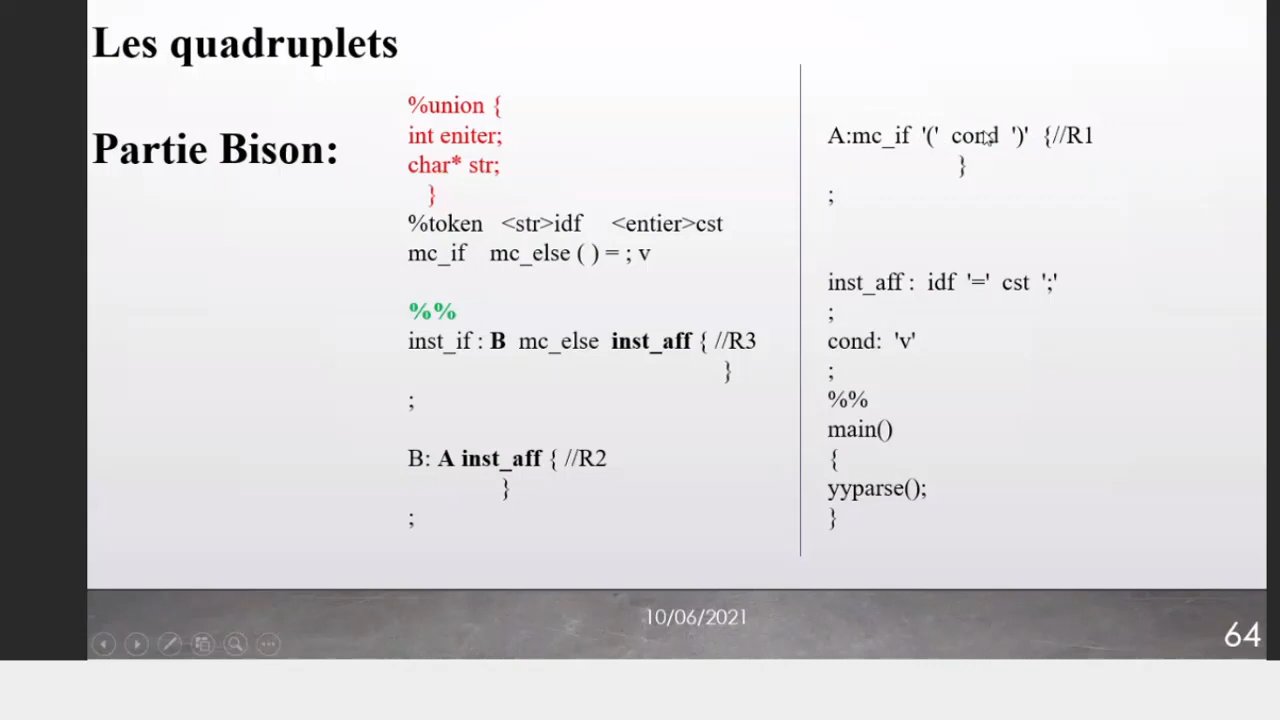 Les quadruplets
Partie Bison:
%union {
int eniter;
char* str;
}
%token <str>idf <entier>cst
mc_if mc_else ( ) = ; v
%%
inst_if : B mc_else inst_aff { //R3
}
;
B: A inst_aff { //R2
}
;
A:mc_if '(' cond ')' {//R1
}
;
inst_aff : idf '=' cst ';'
;
cond: 'v'
;
%%
main()
{
yyparse();
}
10/06/2021
64